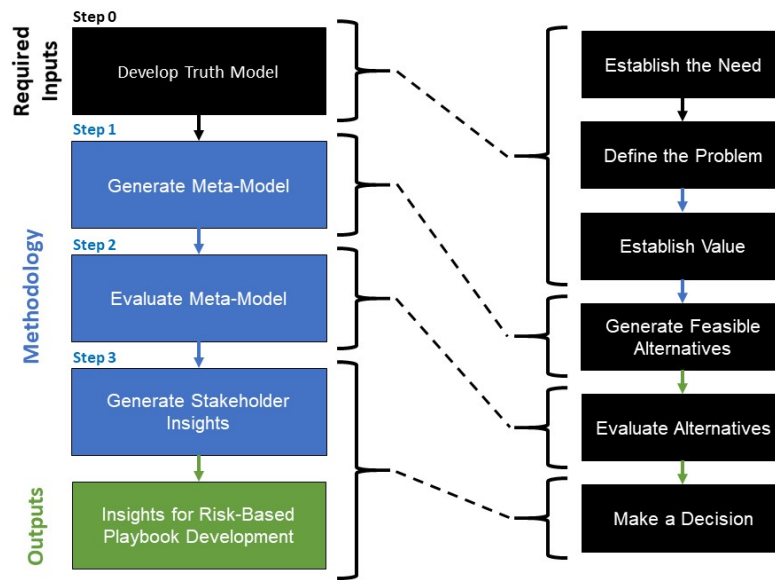 Required
Inputs
Step 0
Develop Truth Model
Step 1
Generate Meta-Model
Methodology
Step 2
Evaluate Meta-Model
Step 3
Generate Stakeholder
Insights
Outputs
Insights for Risk-Based
Playbook Development
Establish the Need
Define the Problem
Establish Value
Generate Feasible
Alternatives
Evaluate Alternatives
Make a Decision